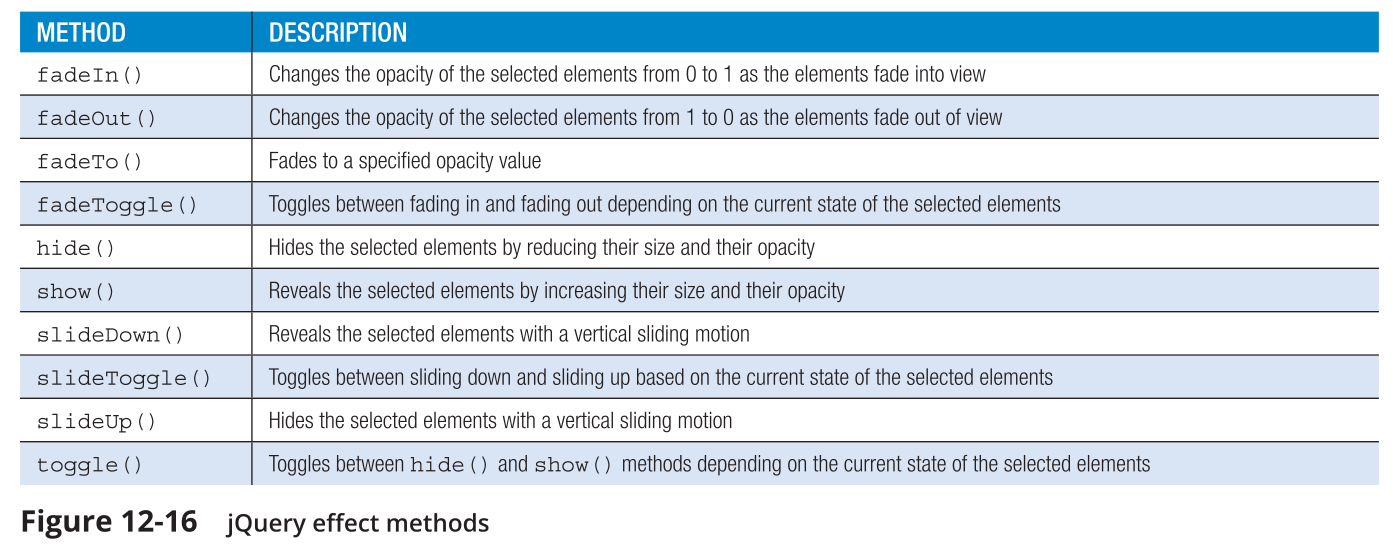 METHOD DESCRIPTION
fadeIn() Changes the opacity of the selected elements from 0 to 1 as the elements fade into view
fadeOut() Changes the opacity of the selected elements from 1 to 0 as the elements fade out of view
fadeTo() Fades to a specified opacity value
fadeToggle() Toggles between fading in and fading out depending on the current state of the selected elements
hide() Hides the selected elements by reducing their size and their opacity
show() Reveals the selected elements by increasing their size and their opacity
slideDown() Reveals the selected elements with a vertical sliding motion
slideToggle() Toggles between sliding down and sliding up based on the current state of the selected elements
slideUp() Hides the selected elements with a vertical sliding motion
toggle() Toggles between hide() and show() methods depending on the current state of the selected elements
Figure 12-16 jQuery effect methods